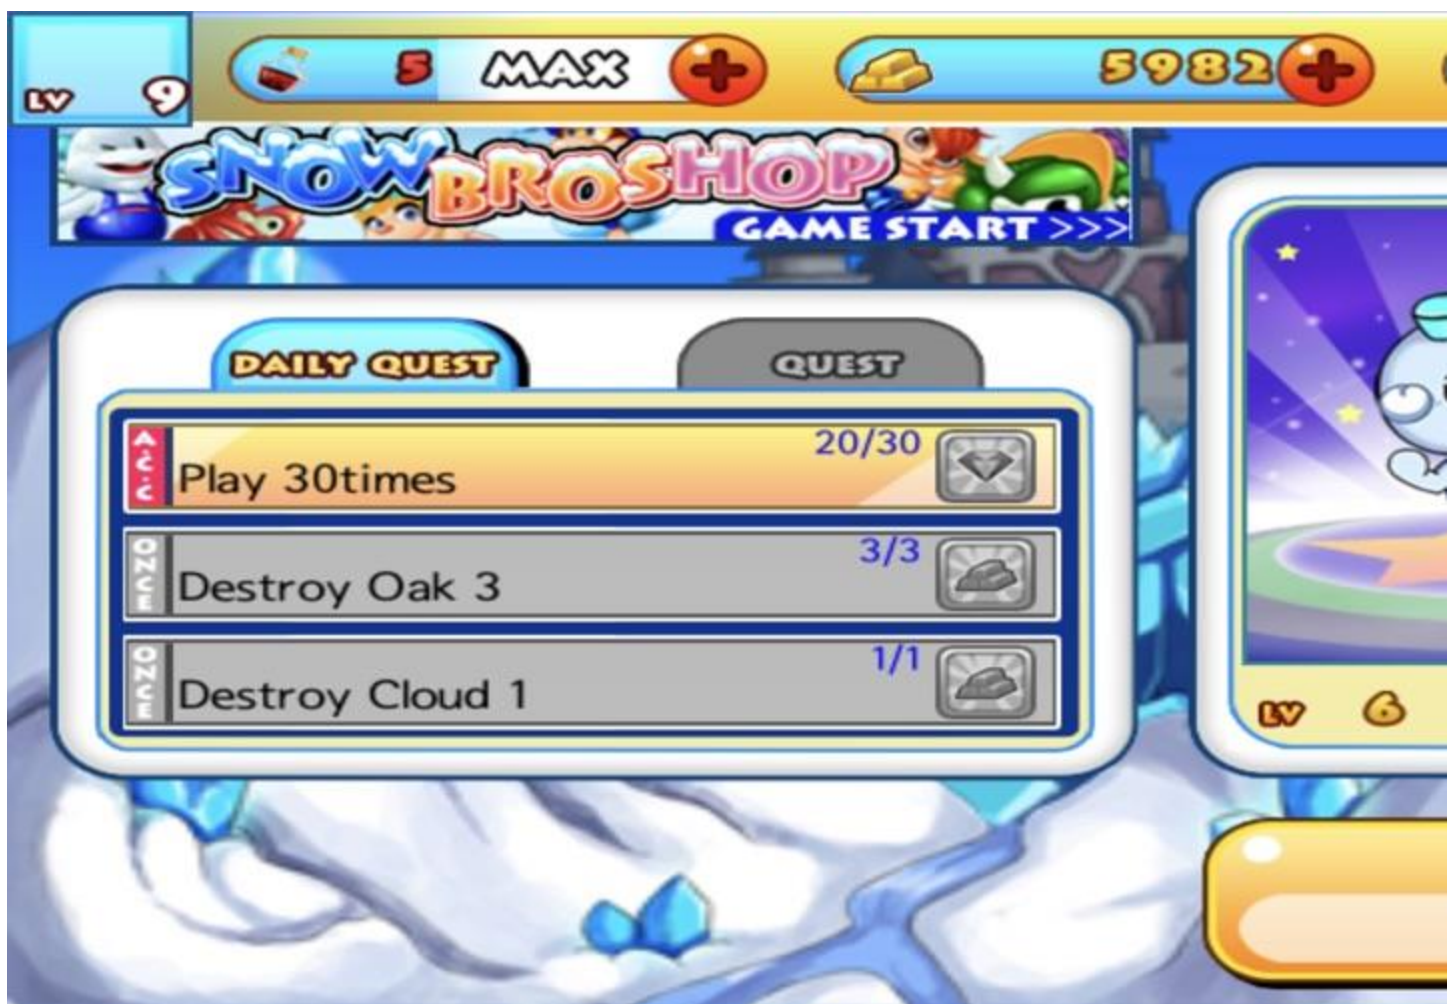 LV 9
5 MAX
5982
SNOW BROSHOP
GAME START >>>
DAILY QUEST
QUEST
Acc
Play 30times
20/30
ONCE
Destroy Oak 3
3/3
ONCE
Destroy Cloud 1
1/1
LV 6